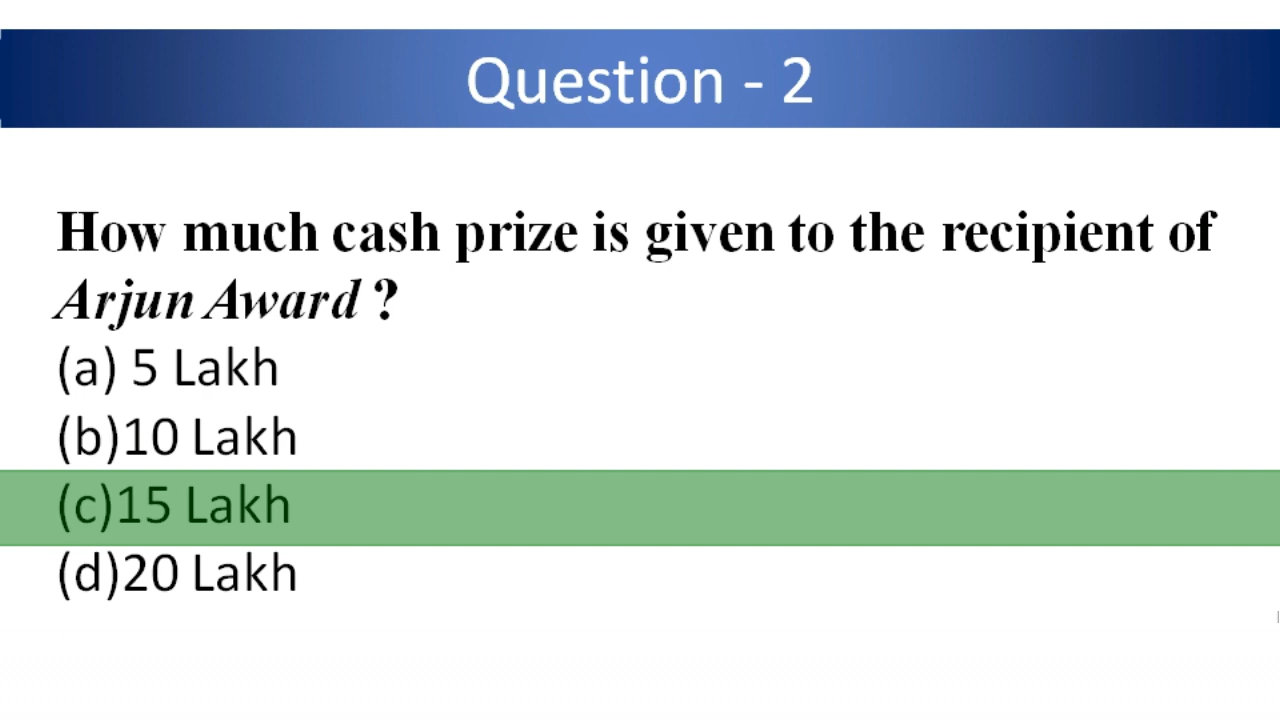 Question - 2
How much cash prize is given to the recipient of
Arjun Award ?
(a) 5 Lakh
(b)10 Lakh
(c)15 Lakh
(d)20 Lakh